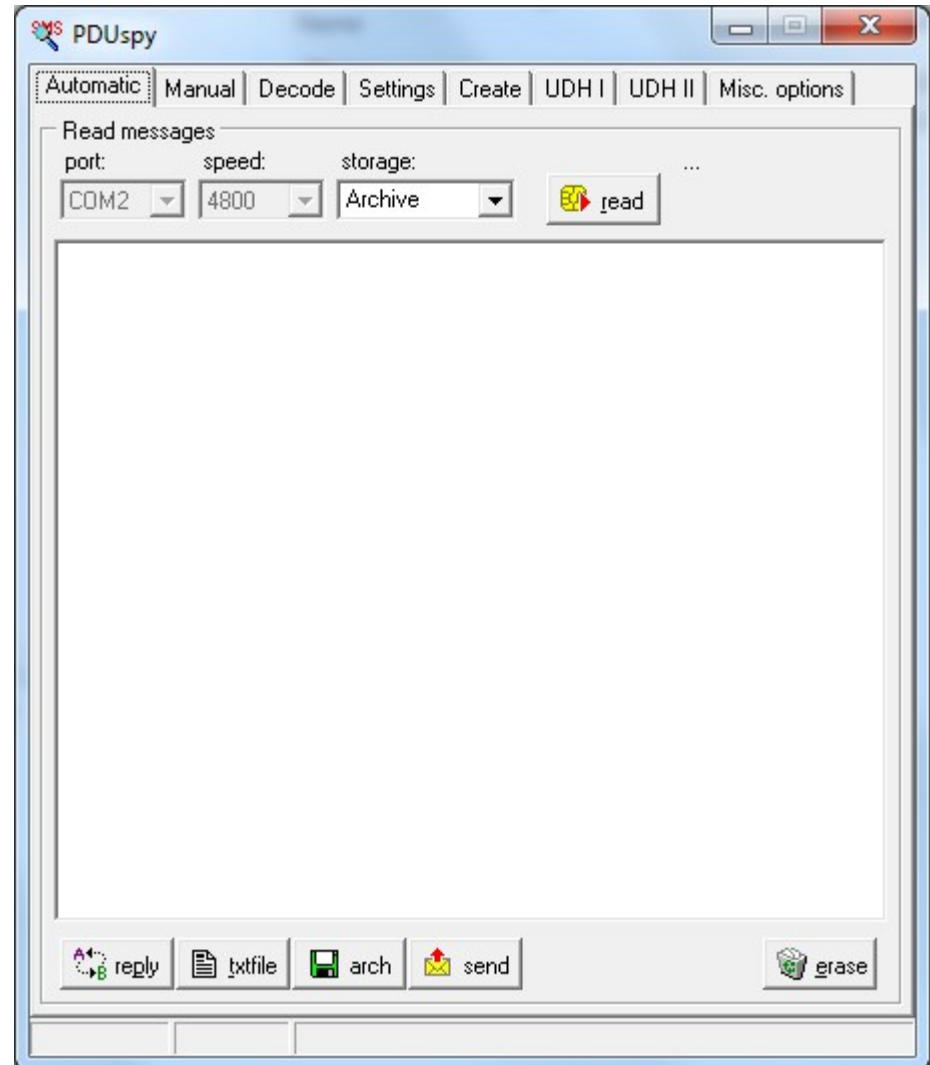 SMS PDUspy
Automatic Manual Decode Settings Create UDH I UDH II Misc. options
Read messages
port: speed: storage: ...
COM2 4800 Archive read
A B reply txtfile arch send erase